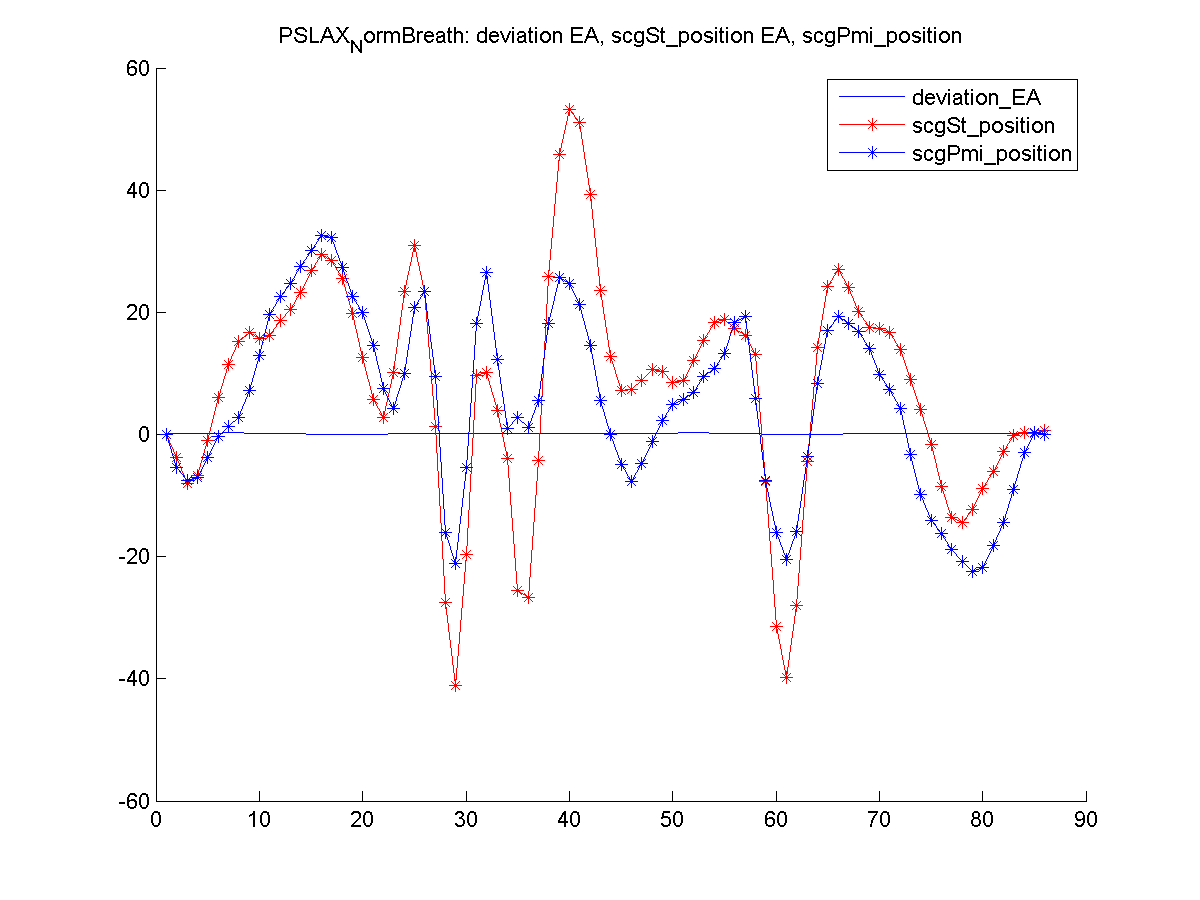 PSLAX_NormBreath: deviation EA, scgSt_position EA, scgPmi_position
60
deviation_EA
scgSt_position
scgPmi_position
40
20
0
-20
-40
-60
0 10 20 30 40 50 60 70 80 90